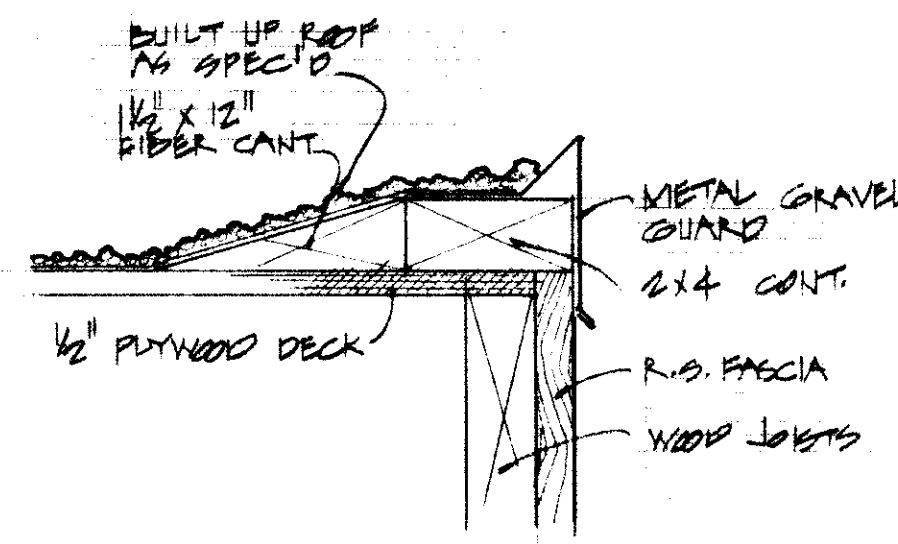 BUILT UP ROOF
AS SPEC'D
1½" X 12"
FIBER CANT
METAL GRAVEL
GUARD
2X4 CONT.
½" PLYWOOD DECK
R.S. FASCIA
WOOD JOISTS